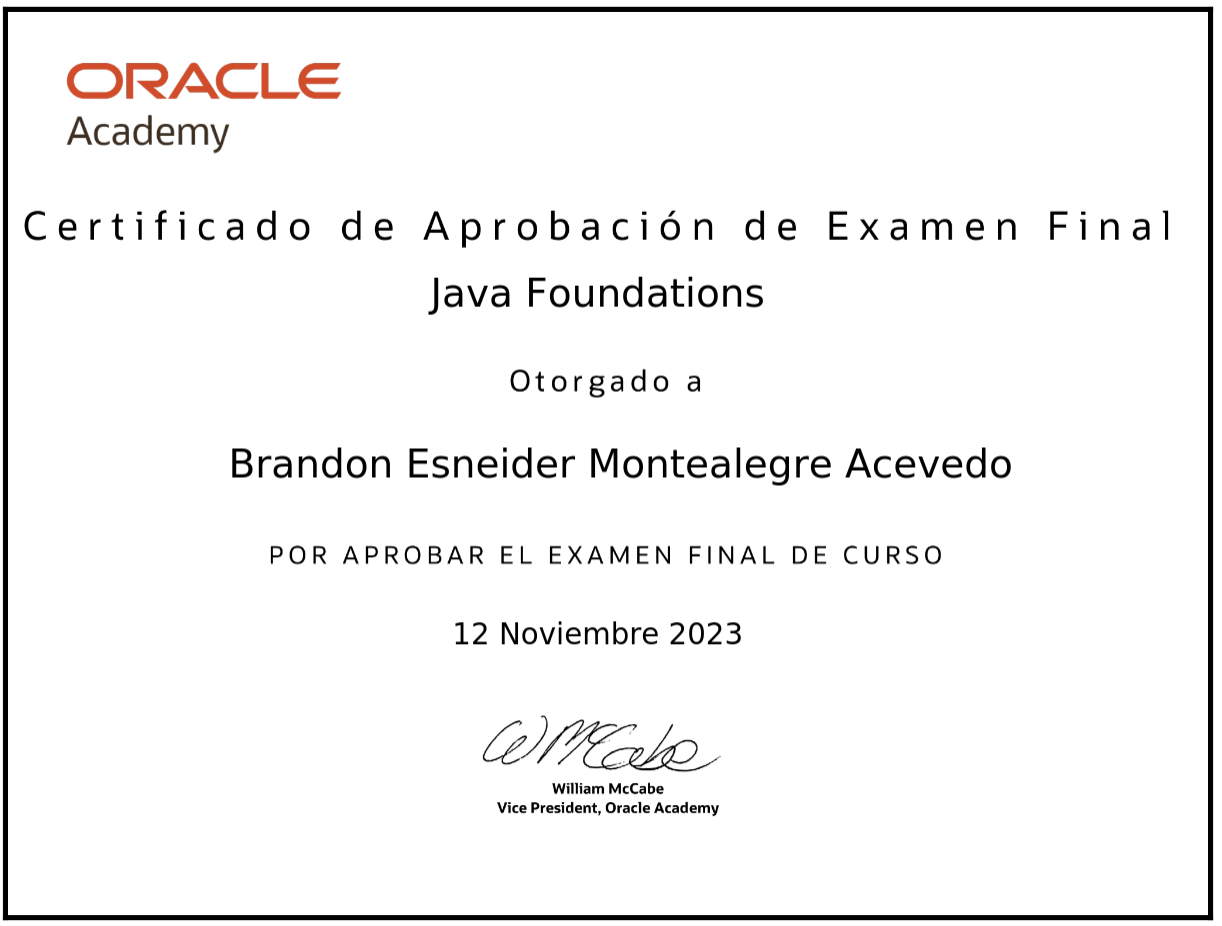 ORACLE
Academy
Certificado de Aprobación de Examen Final
Java Foundations
Otorgado a
Brandon Esneider Montealegre Acevedo
POR APROBAR EL EXAMEN FINAL DE CURSO
12 Noviembre 2023
W McCabe
William McCabe
Vice President, Oracle Academy